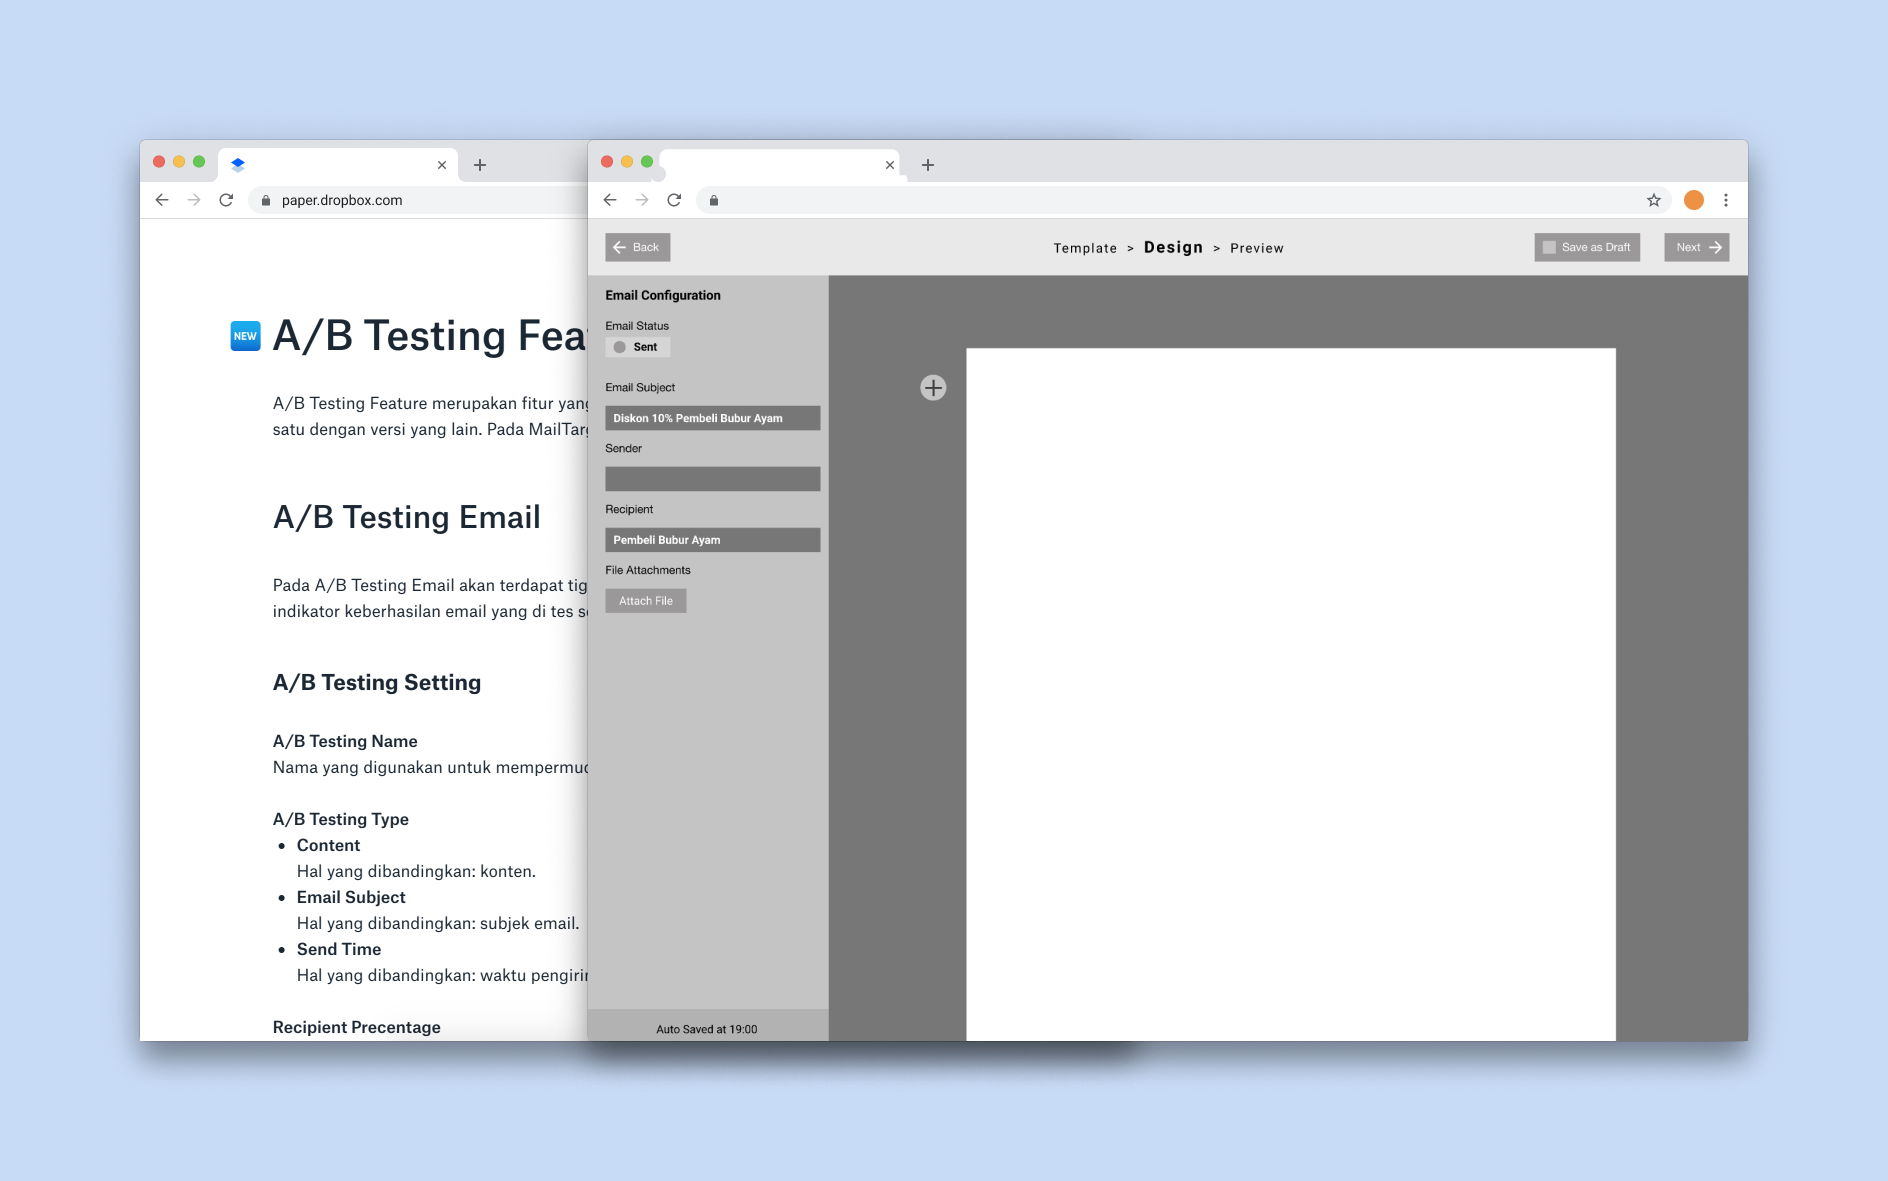 paper.dropbox.com
NEW A/B Testing Fea
A/B Testing Feature merupakan fitur yang
satu dengan versi yang lain. Pada MailTarg
A/B Testing Email
Pada A/B Testing Email akan terdapat tig
indikator keberhasilan email yang di tes se
A/B Testing Setting
A/B Testing Name
Nama yang digunakan untuk mempermud
A/B Testing Type
• Content
Hal yang dibandingkan: konten.
• Email Subject
Hal yang dibandingkan: subjek email.
• Send Time
Hal yang dibandingkan: waktu pengirin
Recipient Precentage
Back
Template > Design > Preview
Save as Draft
Next
Email Configuration
Email Status
Sent
Email Subject
Diskon 10% Pembeli Bubur Ayam
Sender
Recipient
Pembeli Bubur Ayam
File Attachments
Attach File
Auto Saved at 19:00